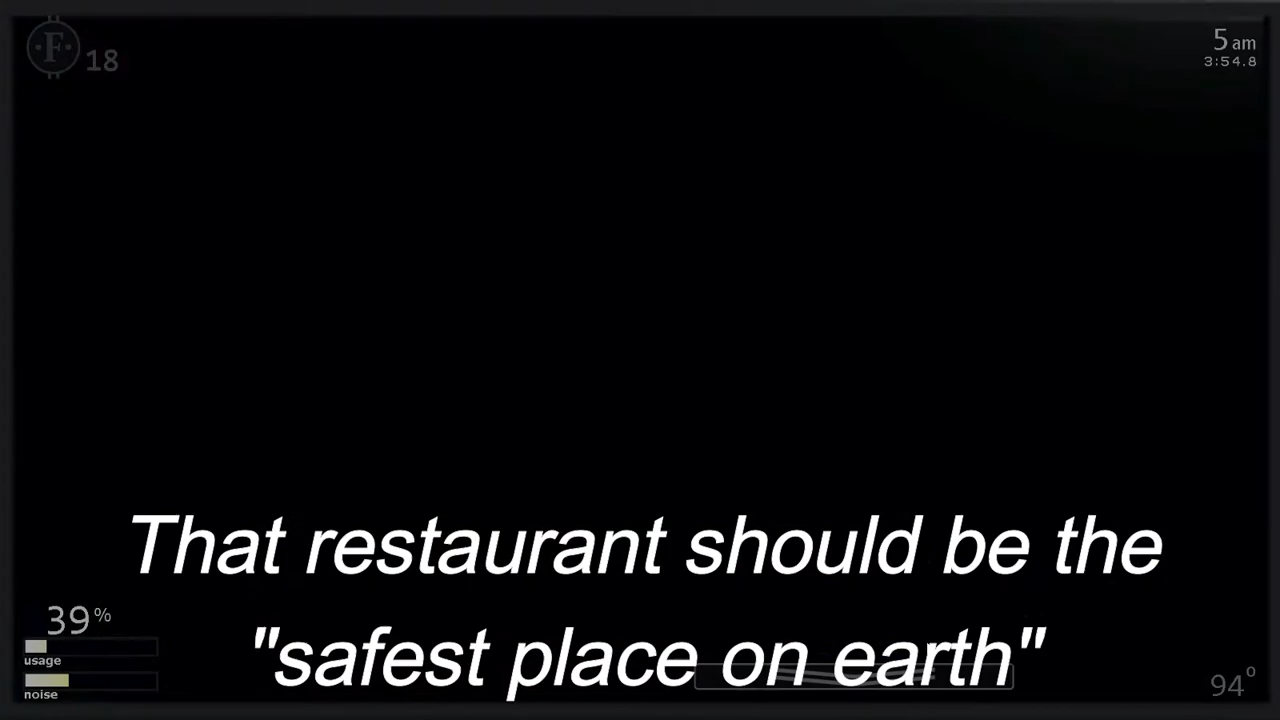 F 18
5 am
3:54.8
That restaurant should be the
"safest place on earth"
39%
usage
noise
94°